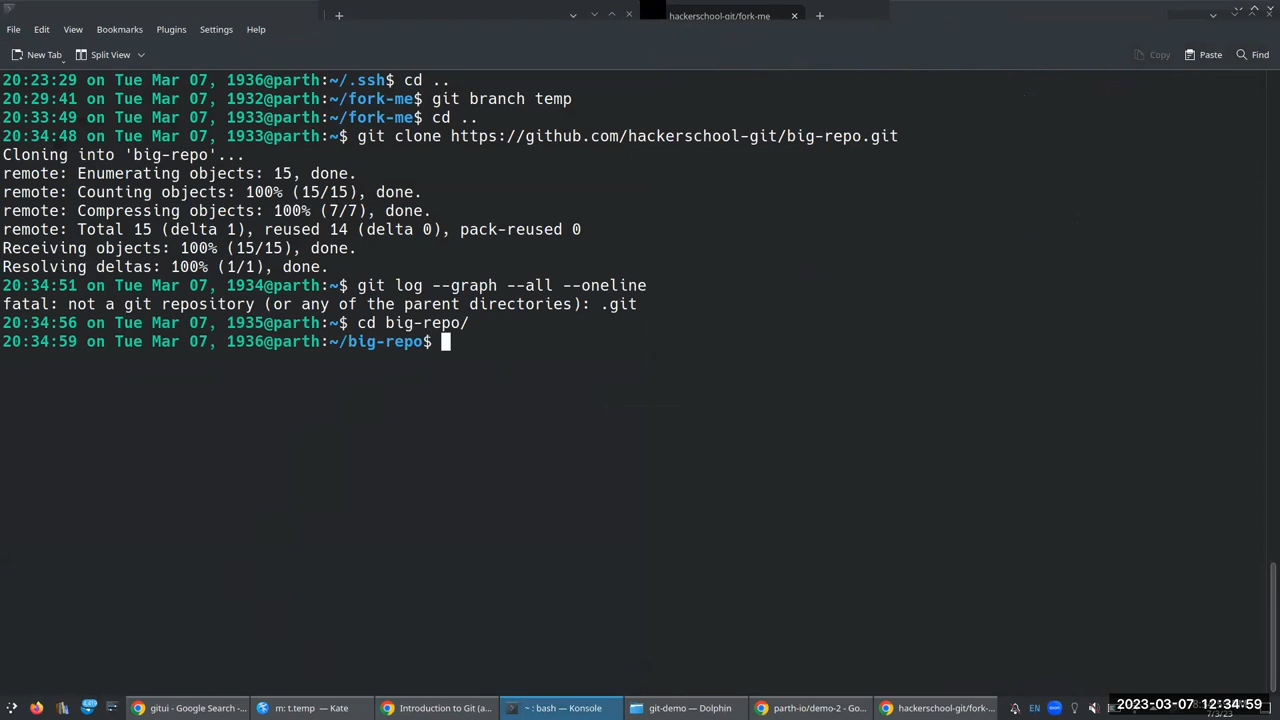 hackerschool-git/fork-me
File Edit View Bookmarks Plugins Settings Help
New Tab Split View Copy Paste Find
20:23:29 on Tue Mar 07, 1936@parth:~/.ssh$ cd ..
20:29:41 on Tue Mar 07, 1932@parth:~/fork-me$ git branch temp
20:33:49 on Tue Mar 07, 1933@parth:~/fork-me$ cd ..
20:34:48 on Tue Mar 07, 1933@parth:~$ git clone https://github.com/hackerschool-git/big-repo.git
Cloning into 'big-repo'...
remote: Enumerating objects: 15, done.
remote: Counting objects: 100% (15/15), done.
remote: Compressing objects: 100% (7/7), done.
remote: Total 15 (delta 1), reused 14 (delta 0), pack-reused 0
Receiving objects: 100% (15/15), done.
Resolving deltas: 100% (1/1), done.
20:34:51 on Tue Mar 07, 1934@parth:~$ git log --graph --all --oneline
fatal: not a git repository (or any of the parent directories): .git
20:34:56 on Tue Mar 07, 1935@parth:~$ cd big-repo/
20:34:59 on Tue Mar 07, 1936@parth:~/big-repo$
gitui - Google Search -... m: t.temp — Kate Introduction to Git (a... ~ : bash — Konsole git-demo — Dolphin parth-io/demo-2 - Go... hackerschool-git/fork-... EN 2023-03-07 12:34:59